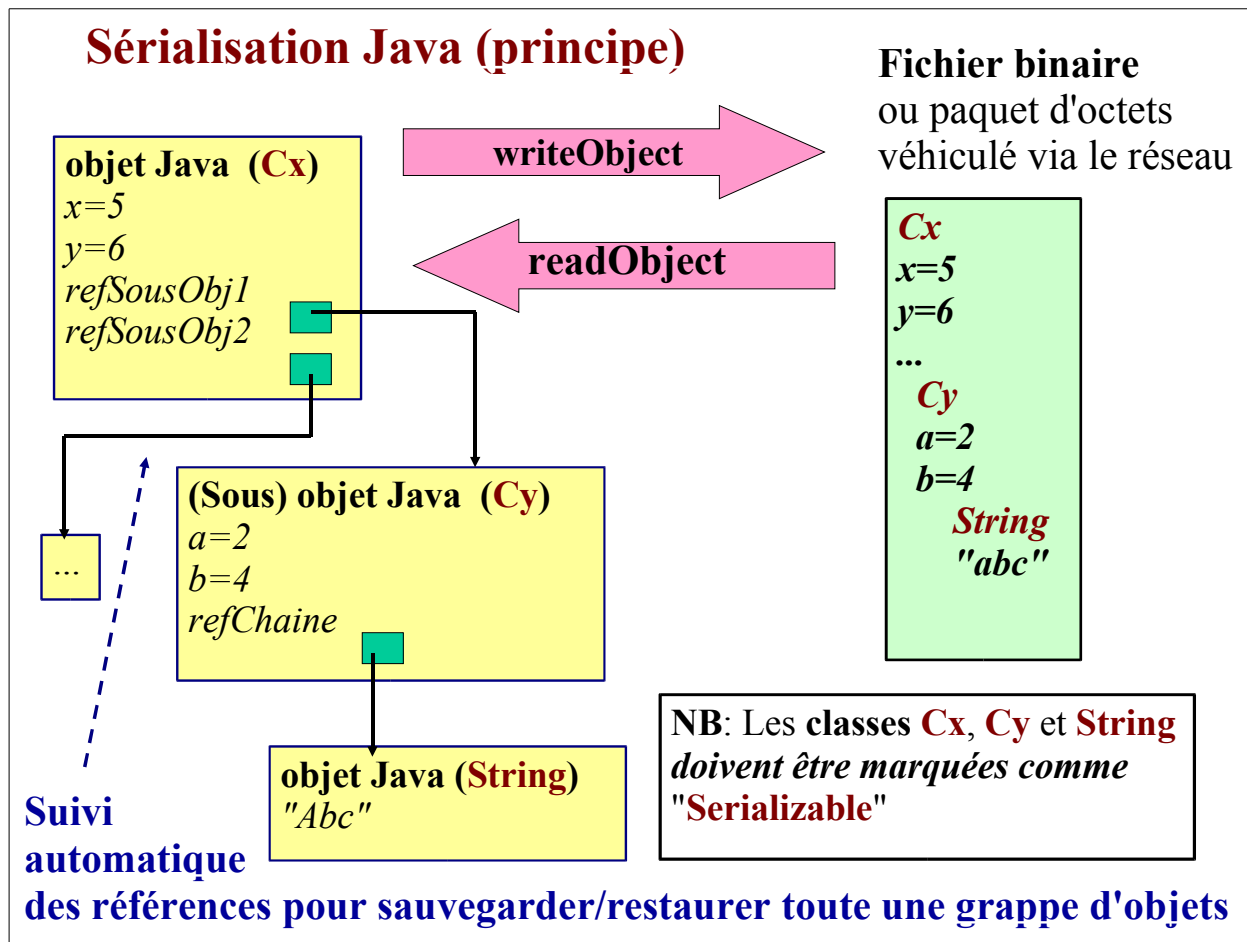 Sérialisation Java (principe)
Fichier binaire
ou paquet d'octets
véhiculé via le réseau
objet Java (Cx)
x=5
y=6
refSousObj1
refSousObj2
writeObject
readObject
Cx
x=5
y=6
...
Cy
a=2
b=4
String
"abc"
(Sous) objet Java (Cy)
a=2
b=4
refChaine
...
objet Java (String)
"Abc"
NB: Les classes Cx, Cy et String
doivent être marquées comme
"Serializable"
Suivi
automatique
des références pour sauvegarder/restaurer toute une grappe d'objets